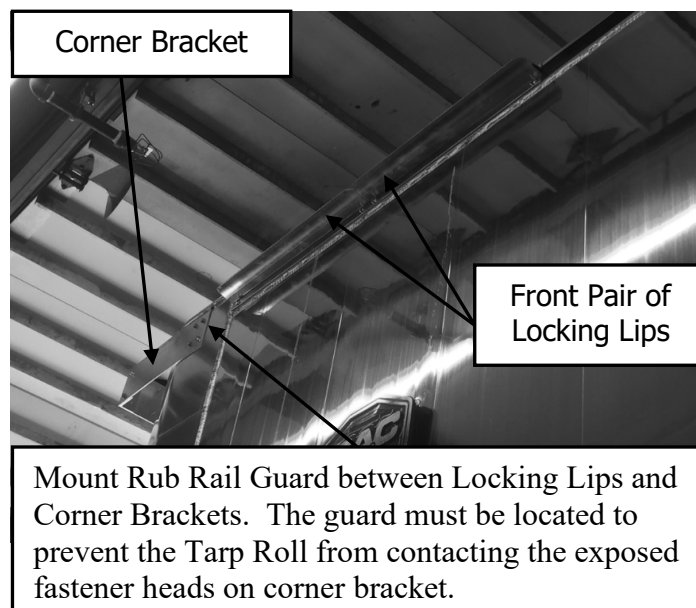 Corner Bracket
Front Pair of
Locking Lips
AC
Mount Rub Rail Guard between Locking Lips and
Corner Brackets.  The guard must be located to
prevent the Tarp Roll from contacting the exposed
fastener heads on corner bracket.